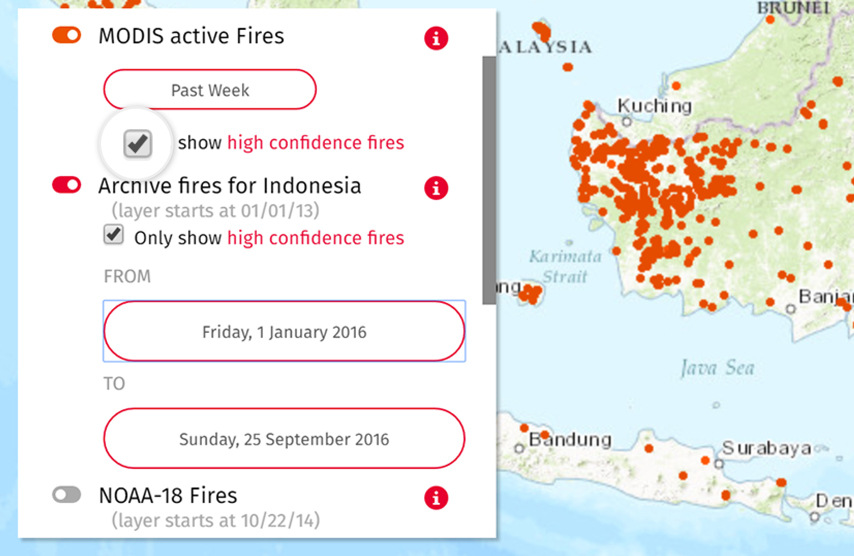 MODIS active Fires
Past Week
show high confidence fires
Archive fires for Indonesia
(layer starts at 01/01/13)
Only show high confidence fires
FROM
Friday, 1 January 2016
TO
Sunday, 25 September 2016
NOAA-18 Fires
(layer starts at 10/22/14)
BRUNEI
ALAYSIA
Kuching
Karimata
Strait
ng
Banja
Java Sea
Bandung
Surabaya
Den